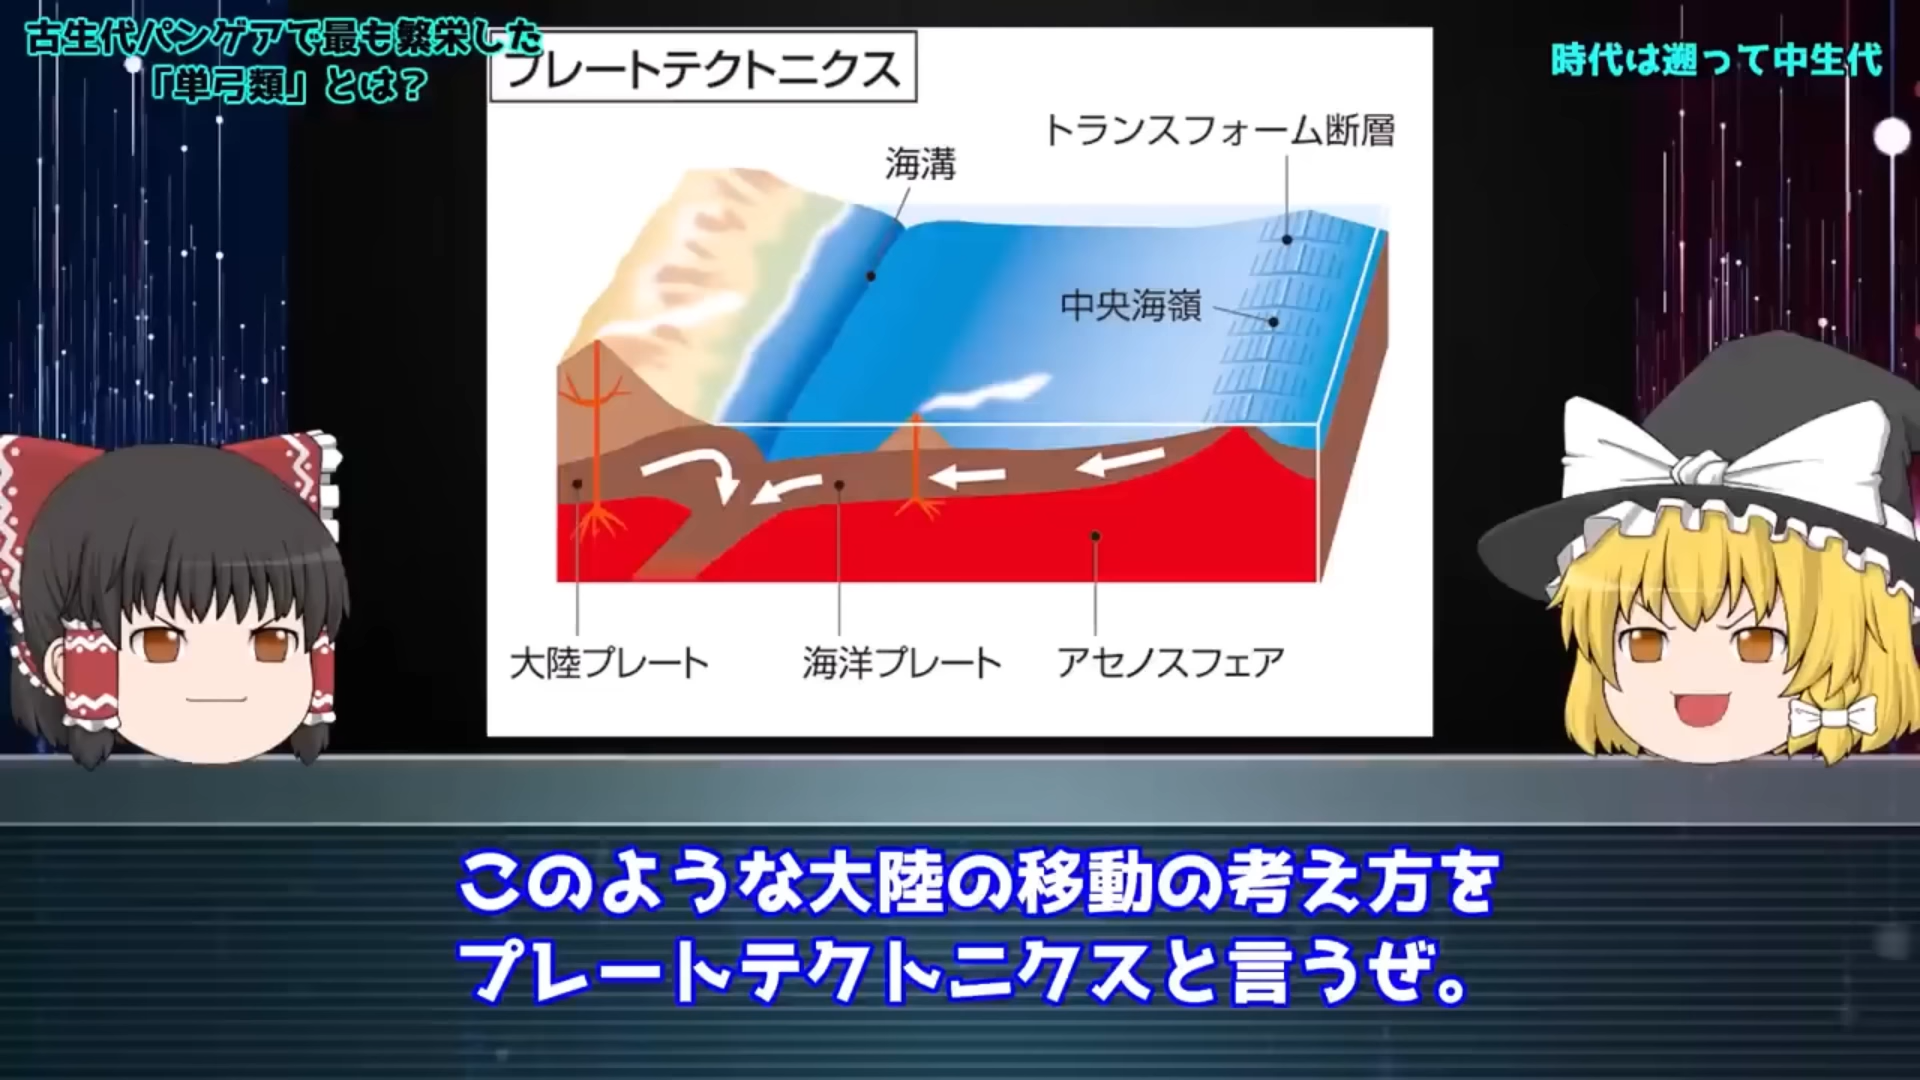 古生代パンゲアで最も繁栄した
「単弓類」とは？
時代は遡って中生代
プレートテクトニクス
トランスフォーム断層
海溝
中央海嶺
大陸プレート
海洋プレート
アセノスフェア
このような大陸の移動の考え方を
プレートテクトニクスと言うぜ。